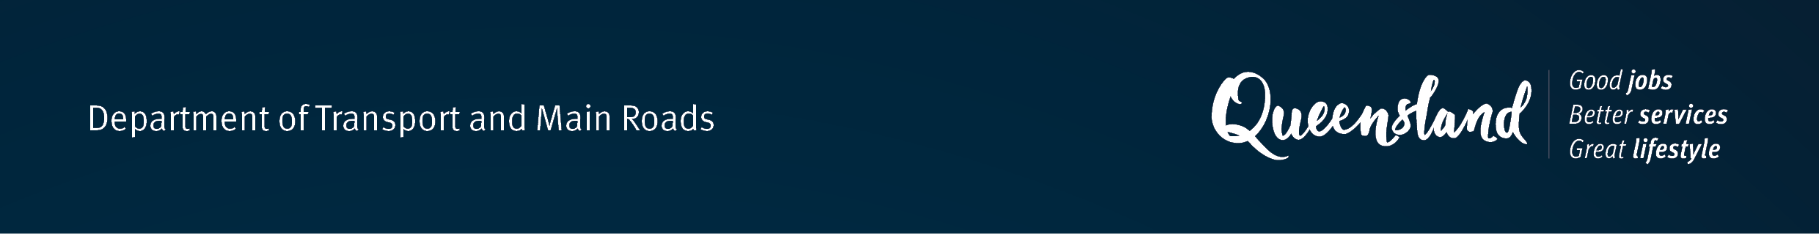 Department of Transport and Main Roads
Queensland
Good jobs
Better services
Great lifestyle